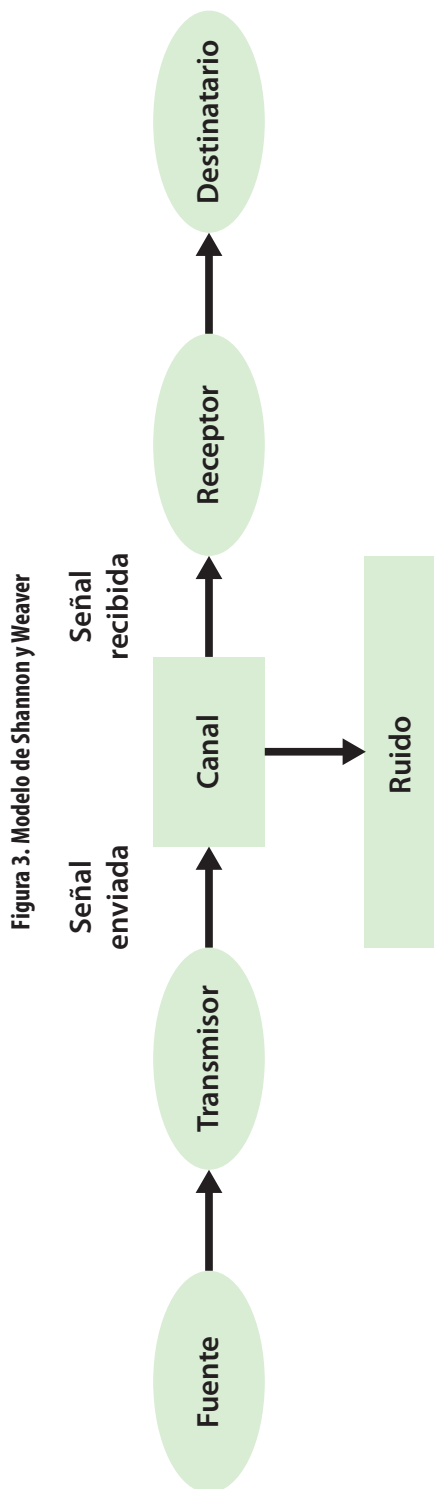 Figura 3. Modelo de Shannon y Weaver
Señal
enviada
Señal
recibida
Fuente
Transmisor
Canal
Receptor
Destinatario
Ruido